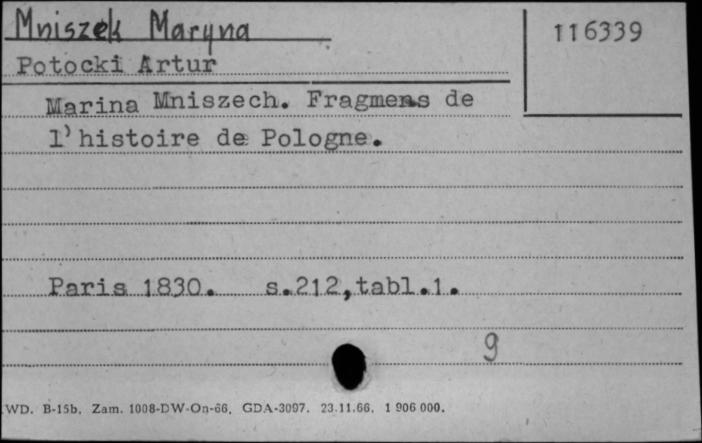 Mniszek Maryna
116339
Potocki Artur
Marina Mniszech. Fragmens de
l'histoire de Pologne.
Paris 1830. s.212,tabl.1.
9
WD. B-15b, Zam. 1008-DW-On-66. GDA-3097. 23.11.66. 1 906 000.